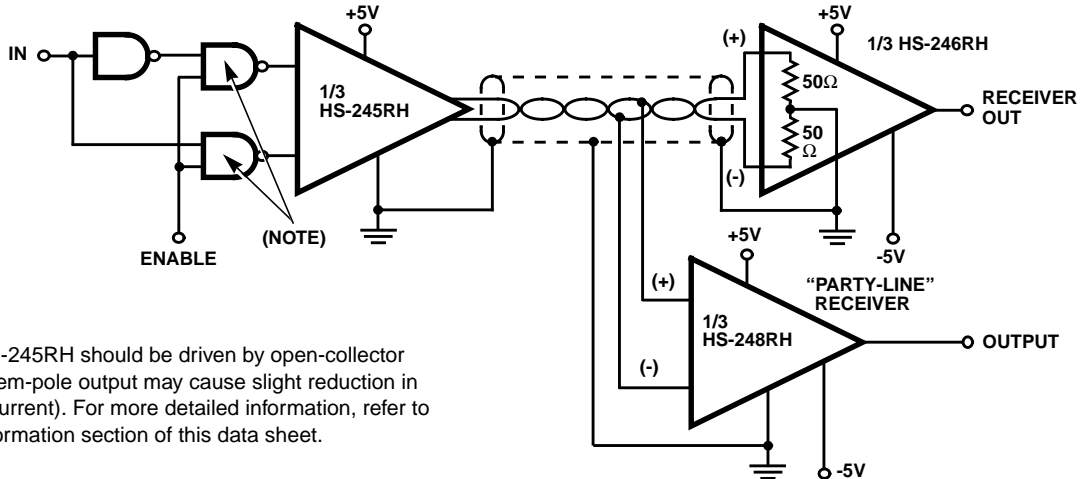 +5V
+5V
IN
(+)
1/3 HS-246RH
1/3
HS-245RH
50Ω
RECEIVER
OUT
50
Ω
(-)
(NOTE)
ENABLE
+5V
-5V
"PARTY-LINE"
RECEIVER
(+)
1/3
HS-248RH
OUTPUT
(-)
-245RH should be driven by open-collector
em-pole output may cause slight reduction in
urrent). For more detailed information, refer to
ormation section of this data sheet.
-5V